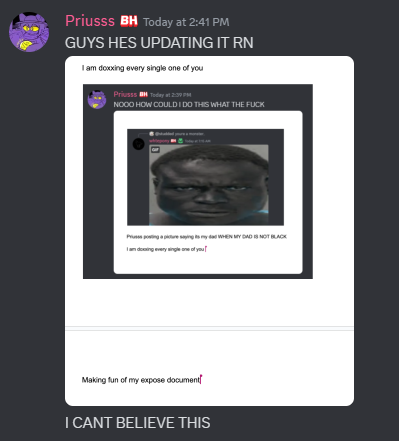 Priusss BH Today at 2:41 PM
GUYS HES UPDATING IT RN
I am doxxing every single one of you
Priusss BH Today at 2:39 PM
NOOO HOW COULD I DO THIS WHAT THE FUCK
GIF
Priusss posting a picture saying its my dad WHEN MY DAD IS NOT BLACK
I am doxxing every single one of you
Making fun of my expose document
I CANT BELIEVE THIS